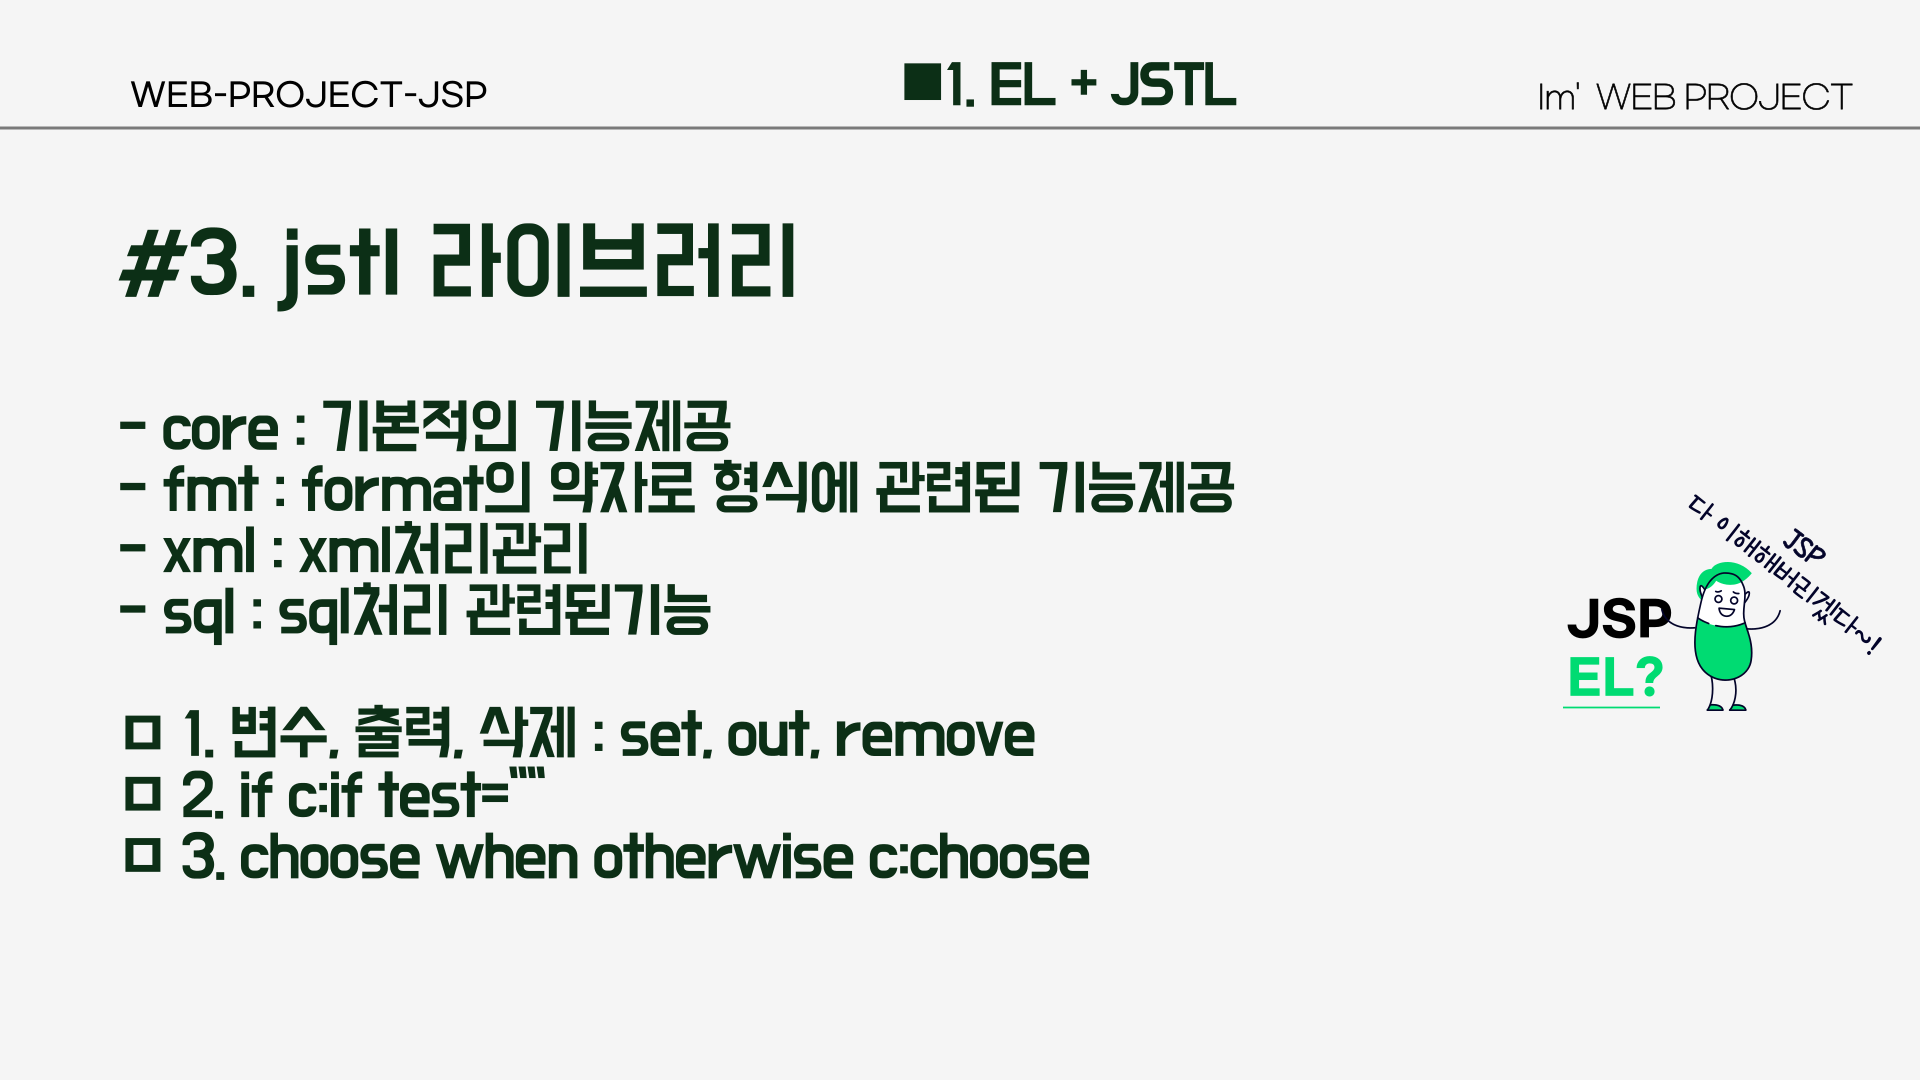 WEB-PROJECT-JSP
■1. EL + JSTL
Im' WEB PROJECT
#3. jstl 라이브러리
- core : 기본적인 기능제공
- fmt : format의 약자로 형식에 관련된 기능제공
- xml : xml처리관리
- sql : sql처리 관련된기능
□ 1. 변수, 출력, 삭제 : set, out, remove
□ 2. if c:if test=""
□ 3. choose when otherwise c:choose
JSP
다 이해해버리겠다~!
JSP
EL?